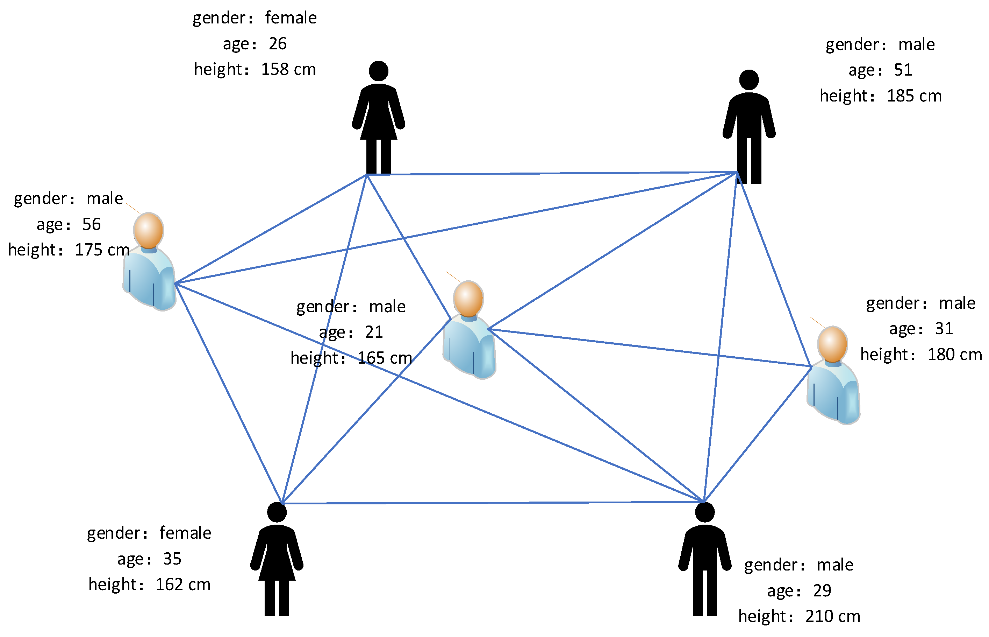 gender: female
age: 26
height: 158 cm
gender: male
age: 51
height: 185 cm
gender: male
age: 56
height: 175 cm
gender: male
age: 21
height: 165 cm
gender: male
age: 31
height: 180 cm
gender: female
age: 35
height: 162 cm
gender: male
age: 29
height: 210 cm